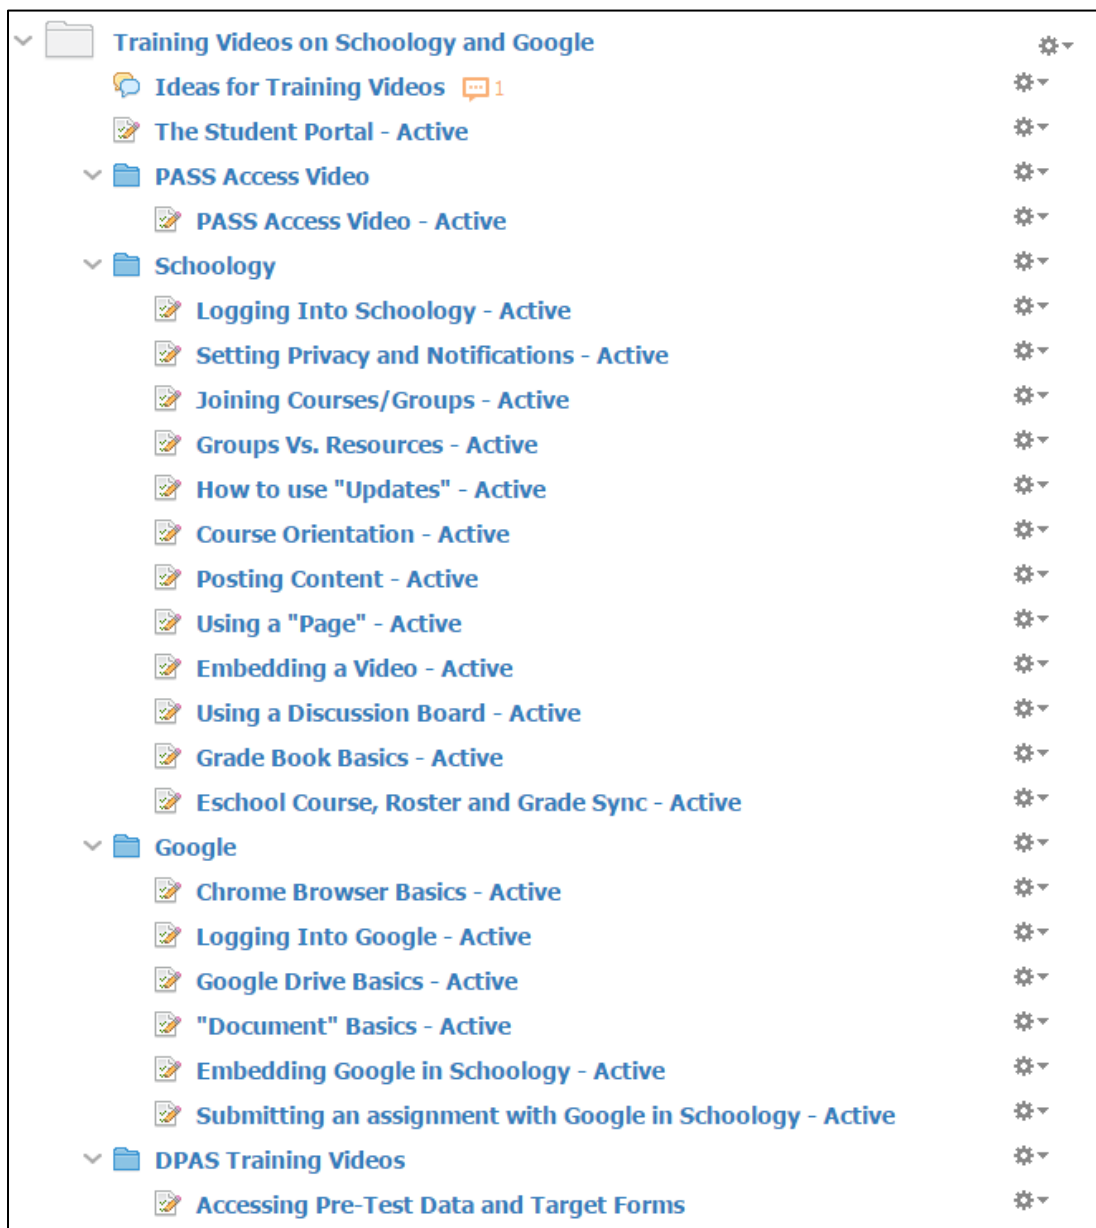 Training Videos on Schoology and Google
Ideas for Training Videos 1
The Student Portal - Active
PASS Access Video
PASS Access Video - Active
Schoology
Logging Into Schoology - Active
Setting Privacy and Notifications - Active
Joining Courses/Groups - Active
Groups Vs. Resources - Active
How to use "Updates" - Active
Course Orientation - Active
Posting Content - Active
Using a "Page" - Active
Embedding a Video - Active
Using a Discussion Board - Active
Grade Book Basics - Active
Eschool Course, Roster and Grade Sync - Active
Google
Chrome Browser Basics - Active
Logging Into Google - Active
Google Drive Basics - Active
"Document" Basics - Active
Embedding Google in Schoology - Active
Submitting an assignment with Google in Schoology - Active
DPAS Training Videos
Accessing Pre-Test Data and Target Forms